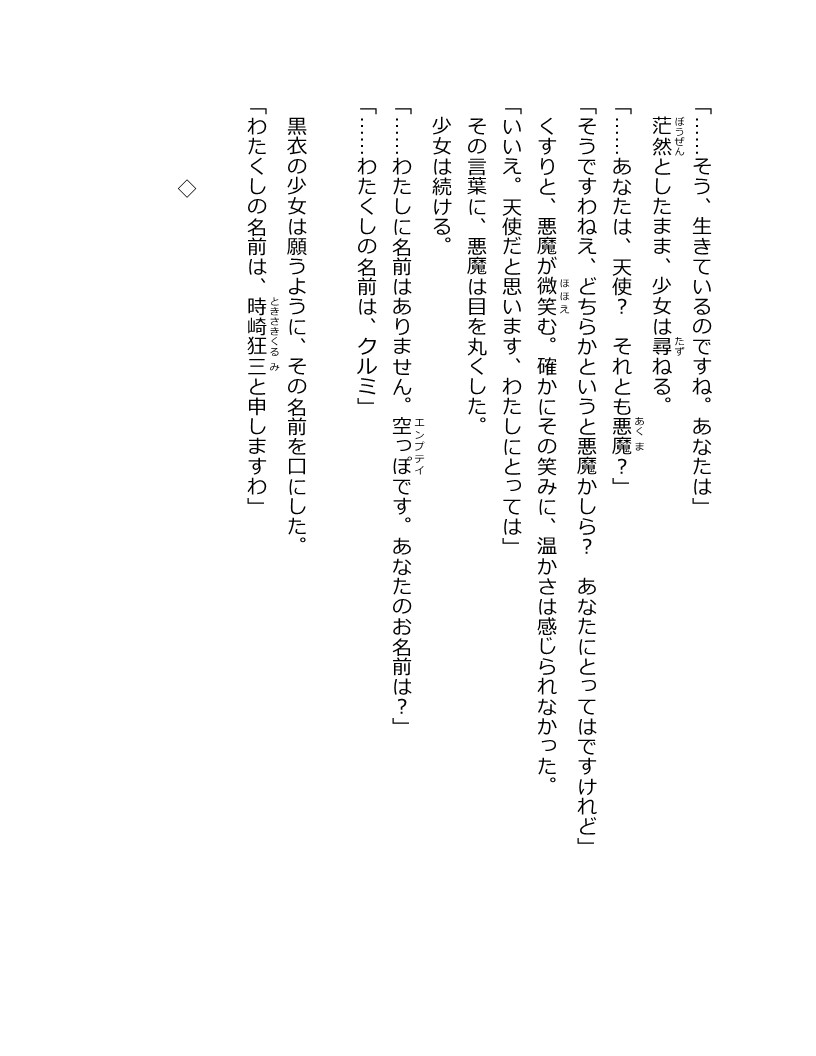 「……そう、生きているのですね。あなたは」
茫然としたまま、少女は尋ねる。
「……あなたは、天使？　それとも悪魔？」
「そうですわねえ、どちらかというと悪魔かしら？　あなたにとってはですけれど」
くすりと、悪魔が微笑む。確かにその笑みに、温かさは感じられなかった。
「いいえ。天使だと思います、わたしにとっては」
その言葉に、悪魔は目を丸くした。
少女は続ける。
「……わたしに名前はありません。空っぽです。あなたのお名前は？」
「……わたくしの名前は、クルミ」
黒衣の少女は願うように、その名前を口にした。
「わたくしの名前は、時崎狂三と申しますわ」
◇